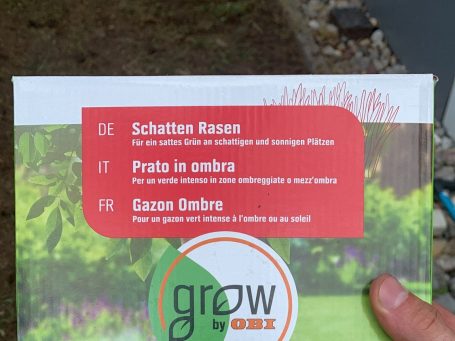 DE Schatten Rasen
Für ein sattes Grün an schattigen und sonnigen Plätzen
IT Prato in ombra
Per un verde intenso in zone ombreggiate o mezz'ombra
FR Gazon Ombre
Pour un gazon vert intense à l'ombre ou au soleil
grow
by OBI